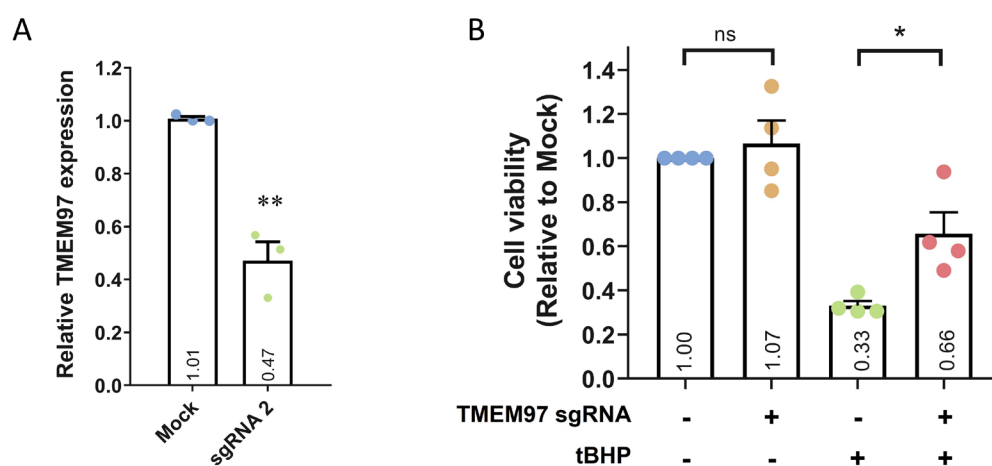 A
Relative TMEM97 expression
1.2
1.0
0.8
0.6
0.4
0.2
0.0
**
1.01
0.47
Mock
sgRNA 2
B
Cell viability
(Relative to Mock)
1.4
1.2
1.0
0.8
0.6
0.4
0.2
0.0
ns
*
1.00
1.07
0.33
0.66
TMEM97 sgRNA - + - +
tBHP - - + +